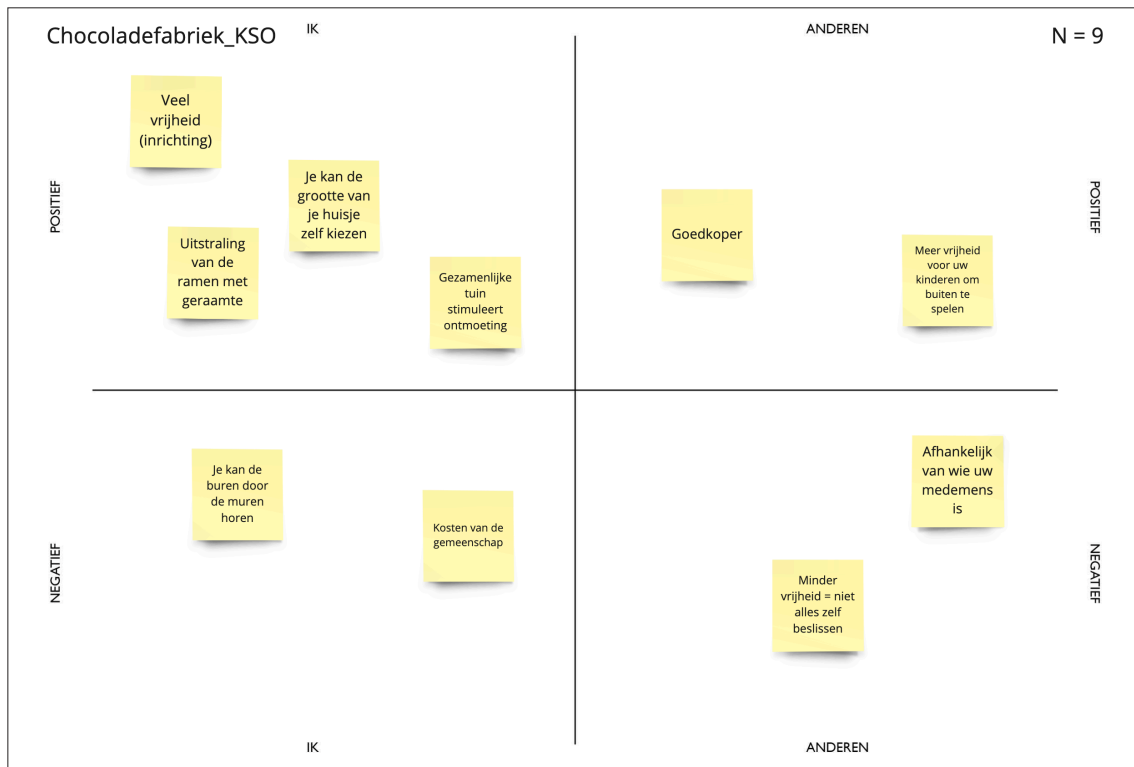 Chocoladefabriek_KSO
IK
ANDEREN
N = 9
POSITIEF
POSITIEF
Veel
vrijheid
(inrichting)
Je kan de
grootte van
je huisje
zelf kiezen
Uitstraling
van de
ramen met
geraamte
Gezamenlijke
tuin
stimuleert
ontmoeting
Goedkoper
Meer vrijheid
voor uw
kinderen om
buiten te
spelen
NEGATIEF
NEGATIEF
Je kan de
buren door
de muren
horen
Kosten van de
gemeenschap
Afhankelijk
van wie uw
medemens
is
Minder
vrijheid = niet
alles zelf
beslissen
IK
ANDEREN